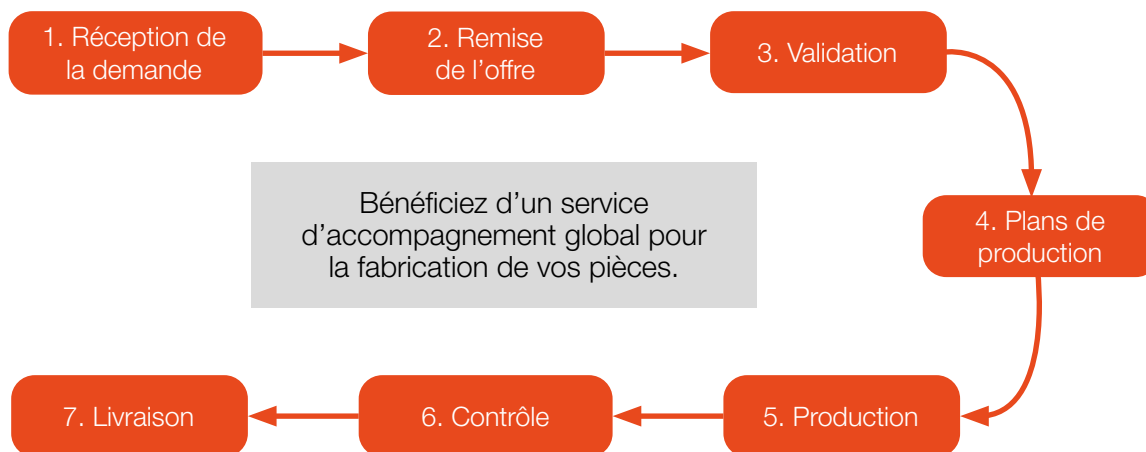 1. Réception de
la demande
2. Remise
de l’offre
3. Validation
4. Plans de
production
Bénéficiez d’un service
d’accompagnement global pour
la fabrication de vos pièces.
5. Production
6. Contrôle
7. Livraison